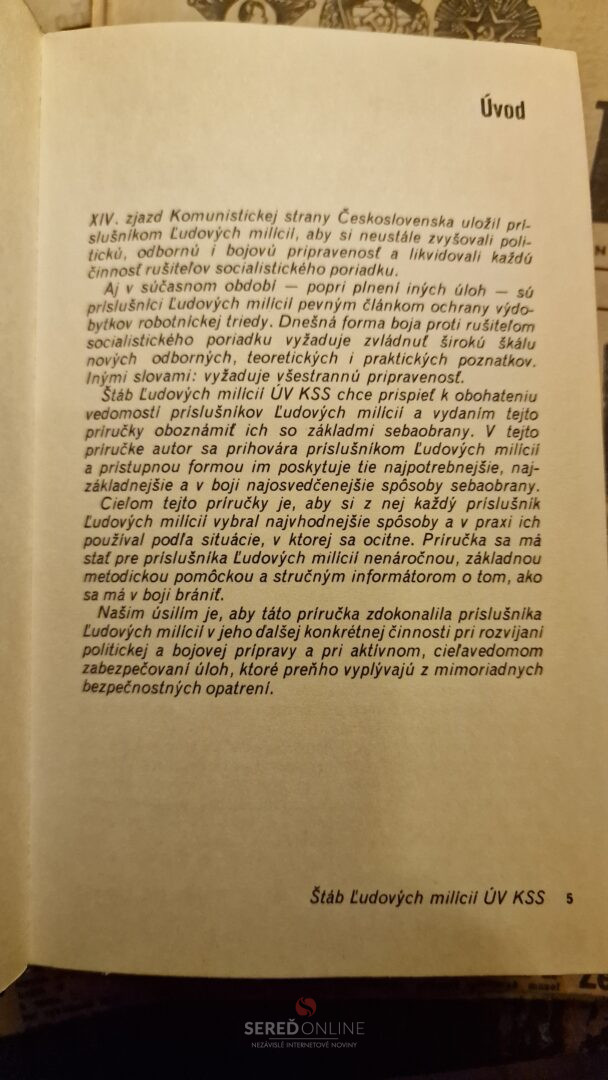 Úvod
XIV. zjazd Komunistickej strany Československa uložil prí-
slušníkom Ľudových milícií, aby si neustále zvyšovali poli-
tickú, odbornú i bojovú pripravenosť a likvidovali každú
činnosť rušiteľov socialistického poriadku.
Aj v súčasnom období — popri plnení iných úloh — sú
príslušníci Ľudových milícií pevným článkom ochrany výdo-
bytkov robotníckej triedy. Dnešná forma boja proti rušiteľom
socialistického poriadku vyžaduje zvládnuť širokú škálu
nových odborných, teoretických i praktických poznatkov.
Inými slovami: vyžaduje všestrannú pripravenosť.
Štáb Ľudových milícií ÚV KSS chce prispieť k obohateniu
vedomostí príslušníkov Ľudových milícií a vydaním tejto
príručky oboznámiť ich so základmi sebaobrany. V tejto
príručke autor sa prihovára príslušníkom Ľudových milícií
a prístupnou formou im poskytuje tie najpotrebnejšie, naj-
základnejšie a v boji najosvedčenejšie spôsoby sebaobrany.
Cieľom tejto príručky je, aby si z nej každý príslušník
Ľudových milícií vybral najvhodnejšie spôsoby a v praxi ich
používal podľa situácie, v ktorej sa ocitne. Príručka sa má
stať pre príslušníka Ľudových milícií nenáročnou, základnou
metodickou pomôckou a stručným informátorom o tom, ako
sa má v boji brániť.
Naším úsilím je, aby táto príručka zdokonalila príslušníka
Ľudových milícií v jeho ďalšej konkrétnej činnosti pri rozvíjaní
politickej a bojovej prípravy a pri aktívnom, cieľavedomom
zabezpečovaní úloh, ktoré preňho vyplývajú z mimoriadnych
bezpečnostných opatrení.
Štáb Ľudových milícií ÚV KSS 5
SEREĎONLINE
NEZÁVISLÉ INTERNETOVÉ NOVINY